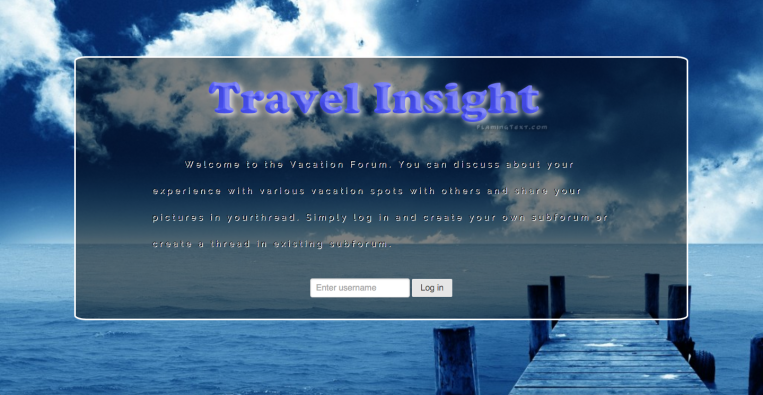 Travel Insight
FLAMINGTEXT.COM
Welcome to the Vacation Forum. You can discuss about your
experience with various vacation spots with others and share your
pictures in yourthread. Simply log in and create your own subforum or
create a thread in existing subforum.
Enter username Log in